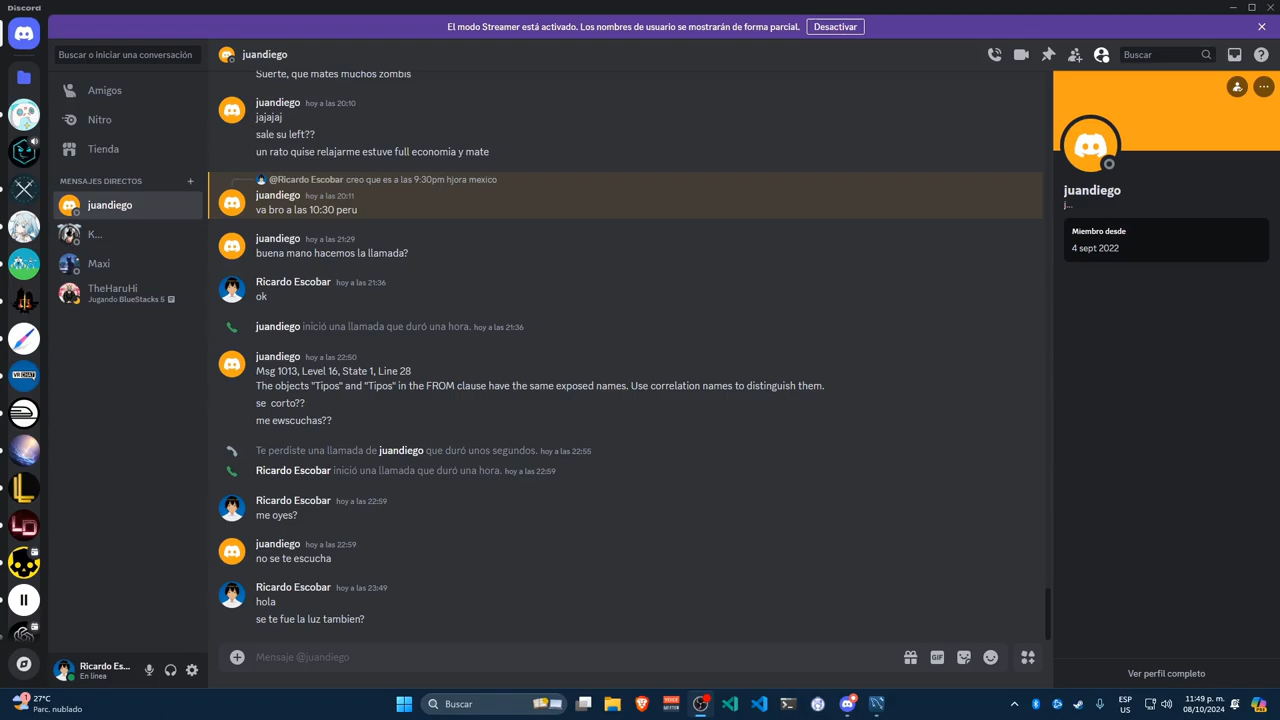 Discord
El modo Streamer está activado. Los nombres de usuario se mostrarán de forma parcial.
Desactivar
Buscar o iniciar una conversación
juandiego
Buscar
Suerte, que mates muchos zombis
Amigos
Nitro
Tienda
MENSAJES DIRECTOS
juandiego
K...
Maxi
TheHaruHi
Jugando BlueStacks 5
juandiego hoy a las 20:10
jajajaj
sale su left??
un rato quise relajarme estuve full economia y mate
@Ricardo Escobar creo que es a las 9:30pm hjora mexico
juandiego hoy a las 20:11
va bro a las 10:30 peru
juandiego hoy a las 21:29
buena mano hacemos la llamada?
Ricardo Escobar hoy a las 21:36
ok
juandiego inició una llamada que duró una hora. hoy a las 21:36
juandiego hoy a las 22:50
Msg 1013, Level 16, State 1, Line 28
The objects "Tipos" and "Tipos" in the FROM clause have the same exposed names. Use correlation names to distinguish them.
se corto??
me ewscuchas??
Te perdiste una llamada de juandiego que duró unos segundos. hoy a las 22:55
Ricardo Escobar inició una llamada que duró una hora. hoy a las 22:59
Ricardo Escobar hoy a las 22:59
me oyes?
juandiego hoy a las 22:59
no se te escucha
Ricardo Escobar hoy a las 23:49
hola
se te fue la luz tambien?
Mensaje @juandiego
GIF
juandiego
j...
Miembro desde
4 sept 2022
Ver perfil completo
VRCHAT
LD
Ricardo Es...
En línea
1
27°C
Parc. nublado
Buscar
ESP
US
11:49 p. m.
08/10/2024